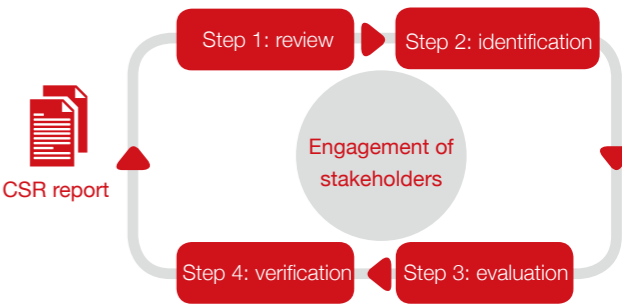 Step 1: review
Step 2: identification
Engagement of
stakeholders
CSR report
Step 4: verification
Step 3: evaluation